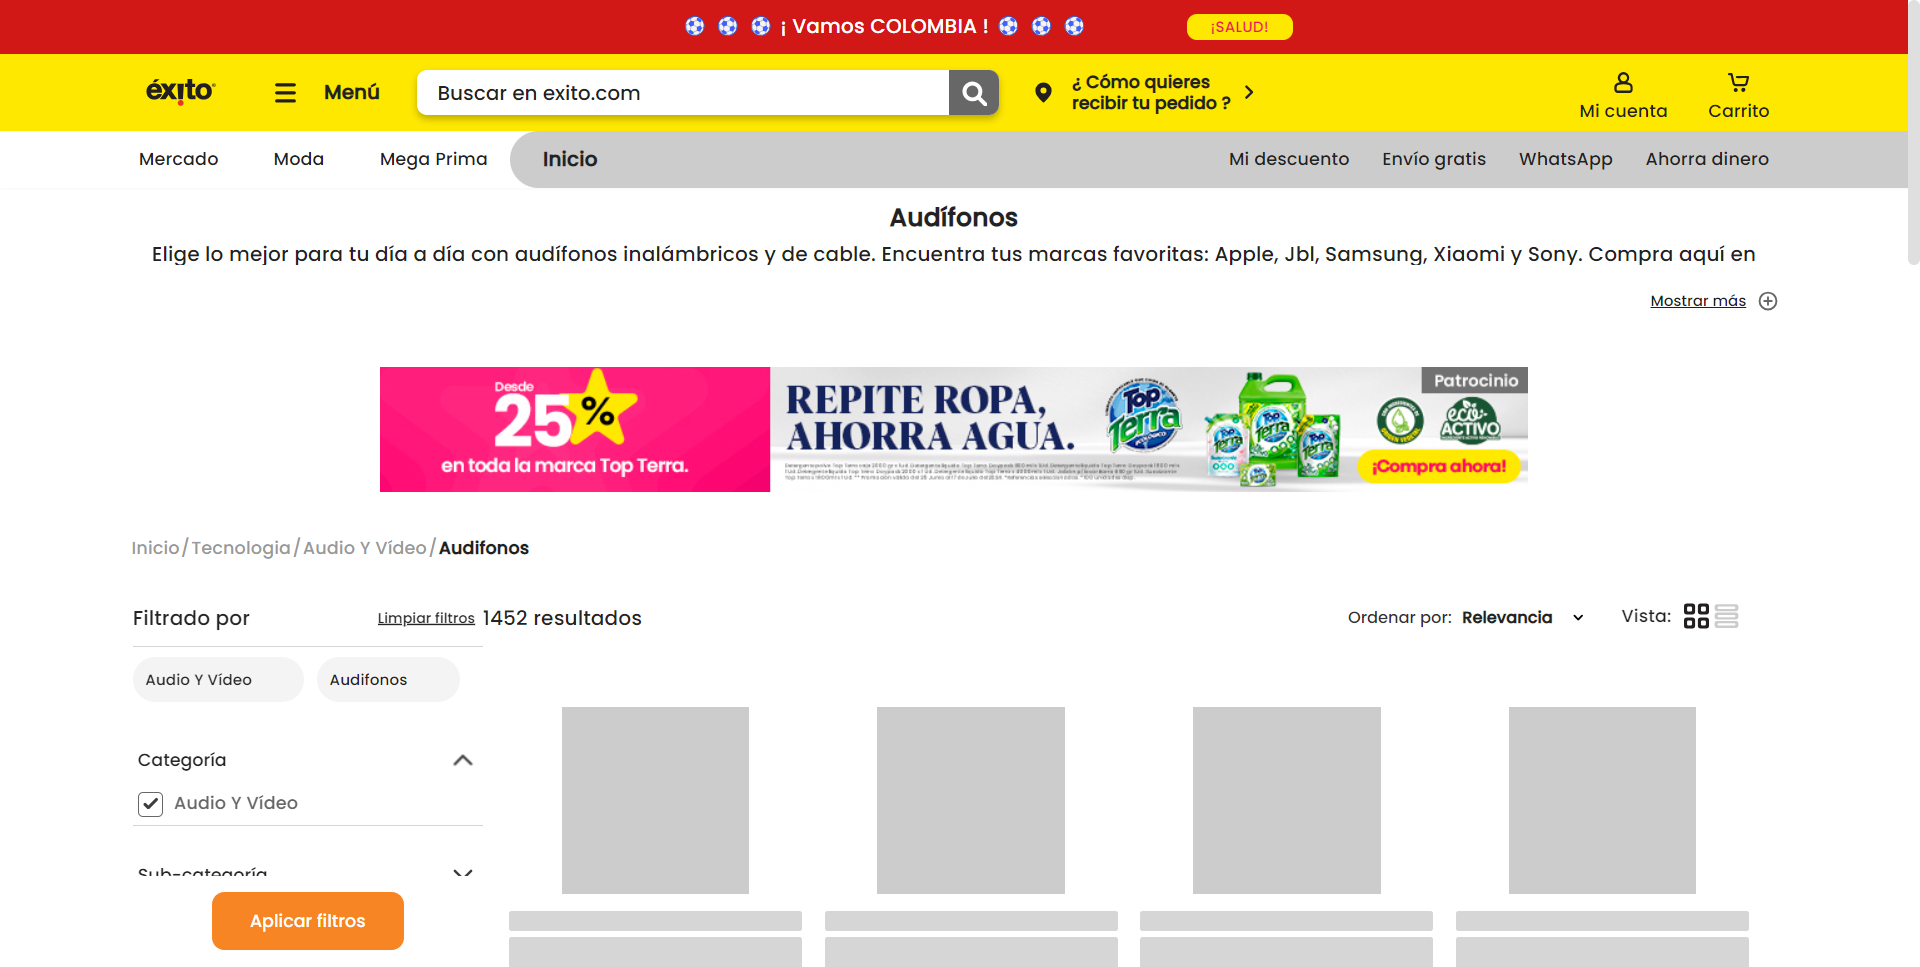 ¡ Vamos COLOMBIA !
¡SALUD!
éxito
Menú
Buscar en exito.com
¿ Cómo quieres
recibir tu pedido ?
Mi cuenta
Carrito
Mercado
Moda
Mega Prima
Inicio
Mi descuento
Envío gratis
WhatsApp
Ahorra dinero
Audífonos
Elige lo mejor para tu día a día con audífonos inalámbricos y de cable. Encuentra tus marcas favoritas: Apple, Jbl, Samsung, Xiaomi y Sony. Compra aquí en
Mostrar más
Desde
25%
en toda la marca Top Terra.
REPITE ROPA,
AHORRA AGUA.
Top
Terra
Patrocinio
eco
ACTIVO
¡Compra ahora!
Inicio/Tecnologia/Audio Y Vídeo/Audifonos
Filtrado por
Limpiar filtros
1452 resultados
Ordenar por: Relevancia
Vista:
Audio Y Vídeo
Audifonos
Categoría
Audio Y Vídeo
Sub-categoría
Aplicar filtros